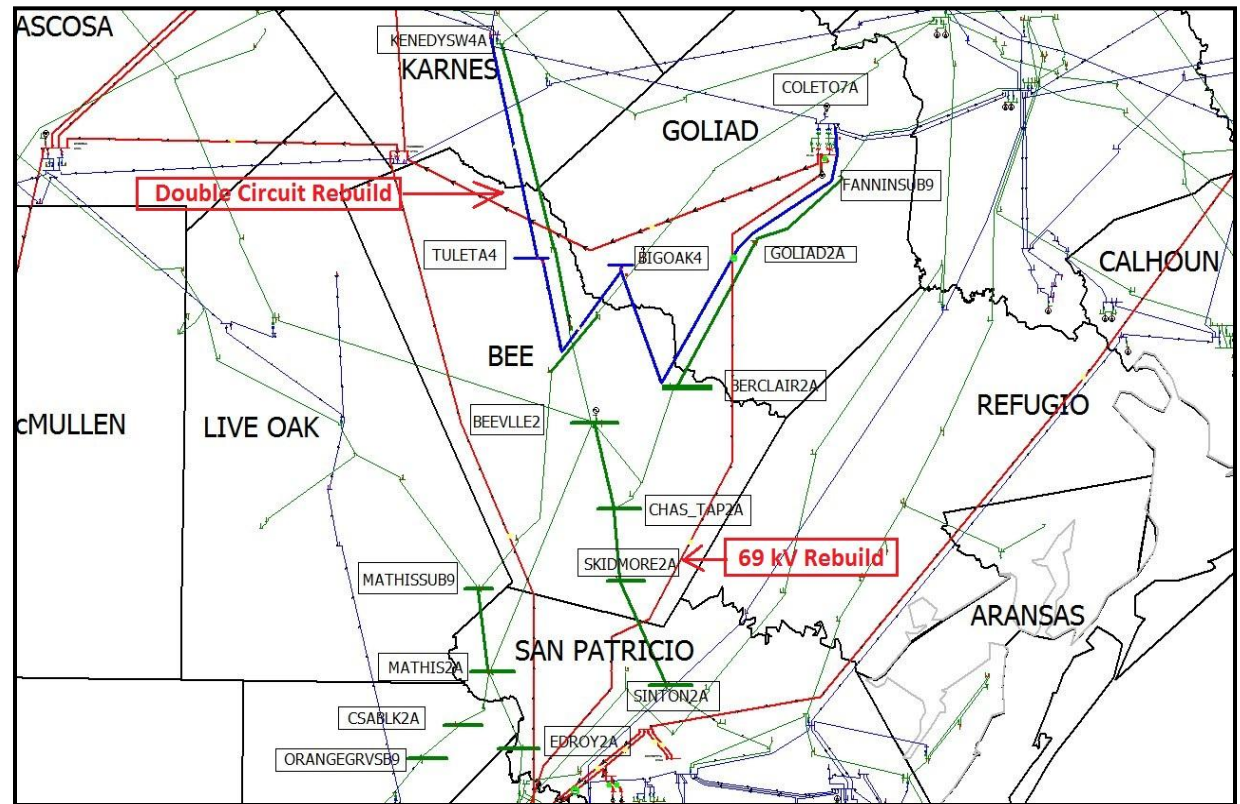 ASCOSA
KENEDYSW4A
KARNES
COLETO7A
GOLIAD
Double Circuit Rebuild
FANNINSUB9
TULETA4
BIGOAK4
GOLIAD2A
CALHOUN
BEE
BERCLAIR2A
REFUGIO
cMULLEN
LIVE OAK
BEEVLLE2
CHAS_TAP2A
SKIDMORE2A
69 kV Rebuild
MATHISSUB9
ARANSAS
SAN PATRICIO
MATHIS2A
SINTON2A
CSABLK2A
EDROY2A
ORANGEGRVSB9